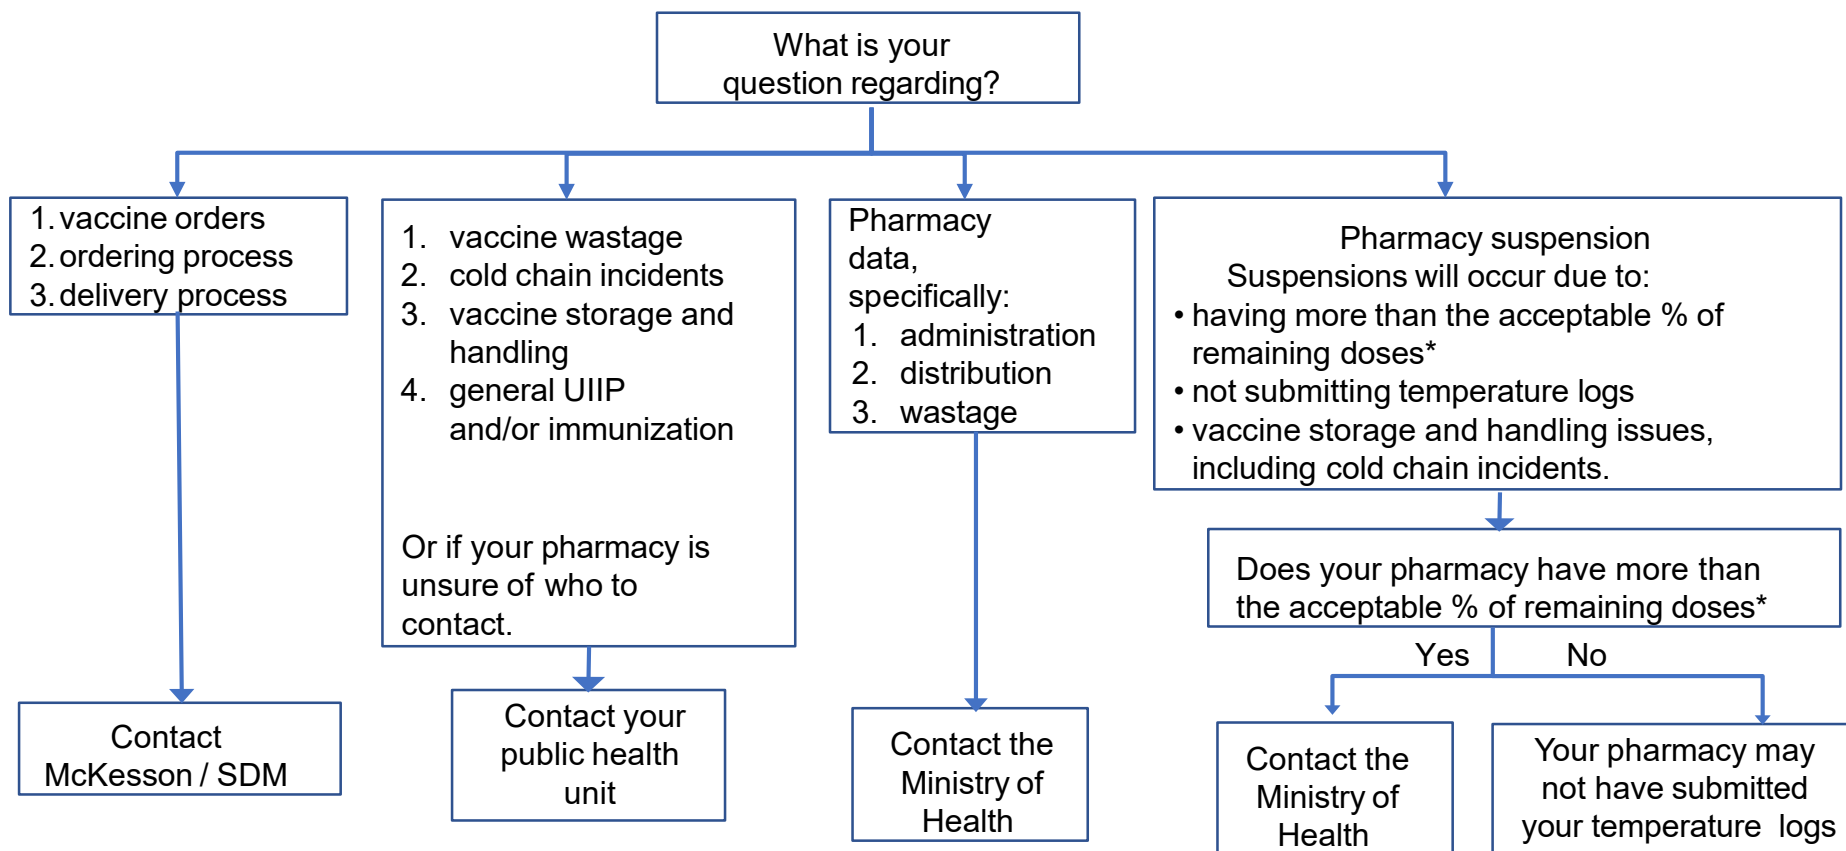 What is your
question regarding?
1. vaccine orders
2. ordering process
3. delivery process
1. vaccine wastage
2. cold chain incidents
3. vaccine storage and
handling
4. general UIIP
and/or immunization
Or if your pharmacy is
unsure of who to
contact.
Pharmacy
data,
specifically:
1. administration
2. distribution
3. wastage
Pharmacy suspension
Suspensions will occur due to:
• having more than the acceptable % of
remaining doses*
• not submitting temperature logs
• vaccine storage and handling issues,
including cold chain incidents.
Does your pharmacy have more than
the acceptable % of remaining doses*
Yes
No
Contact
McKesson / SDM
Contact your
public health
unit
Contact the
Ministry of
Health
Contact the
Ministry of
Health
Your pharmacy may
not have submitted
your temperature logs